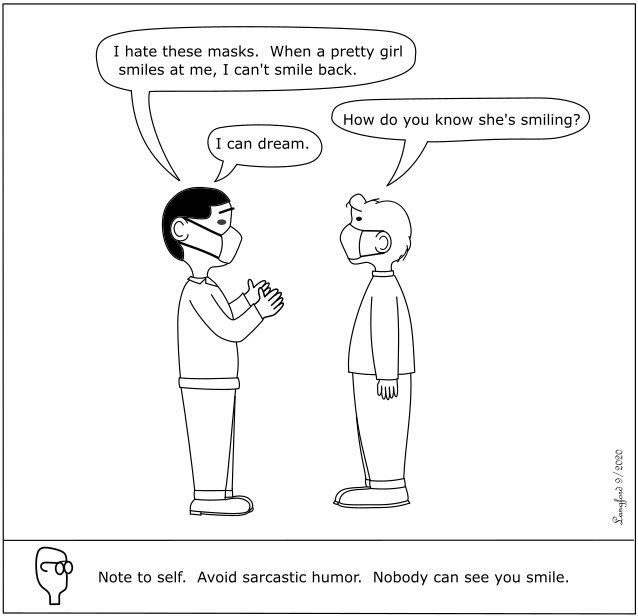 I hate these masks.  When a pretty girl
smiles at me, I can't smile back.
How do you know she's smiling?
I can dream.
Langford 9/2020
Note to self.  Avoid sarcastic humor.  Nobody can see you smile.